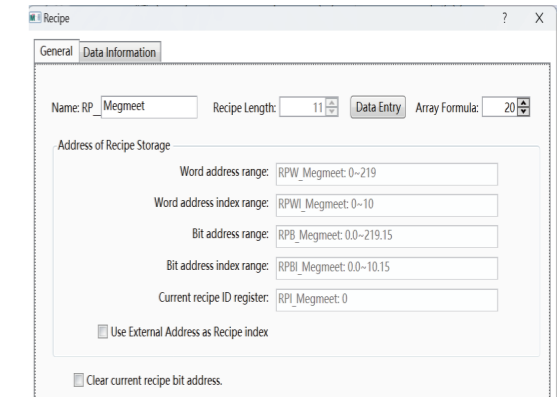 Recipe ? X
General Data Information
Name: RP_ Megmeet Recipe Length: 11 Data Entry Array Formula: 20
Address of Recipe Storage
Word address range: RPW_Megmeet: 0~219
Word address index range: RPWI_Megmeet: 0~10
Bit address range: RPB_Megmeet: 0.0~219.15
Bit address index range: RPBI_Megmeet: 0.0~10.15
Current recipe ID register: RPI_Megmeet: 0
Use External Address as Recipe index
Clear current recipe bit address.